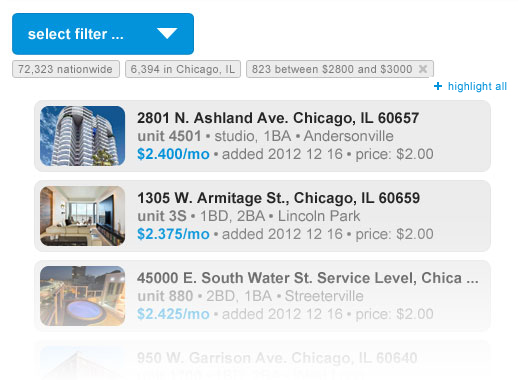 select filter ...
72,323 nationwide 6,394 in Chicago, IL 823 between $2800 and $3000 ✖
+ highlight all
2801 N. Ashland Ave. Chicago, IL 60657
unit 4501 • studio, 1BA • Andersonville
$2.400/mo • added 2012 12 16 • price: $2.00
1305 W. Armitage St., Chicago, IL 60659
unit 3S • 1BD, 2BA • Lincoln Park
$2.375/mo • added 2012 12 16 • price: $2.00
45000 E. South Water St. Service Level, Chica ...
unit 880 • 2BD, 1BA • Streeterville
$2.425/mo • added 2012 12 16 • price: $2.00
950 W. Garrison Ave. Chicago, IL 60640